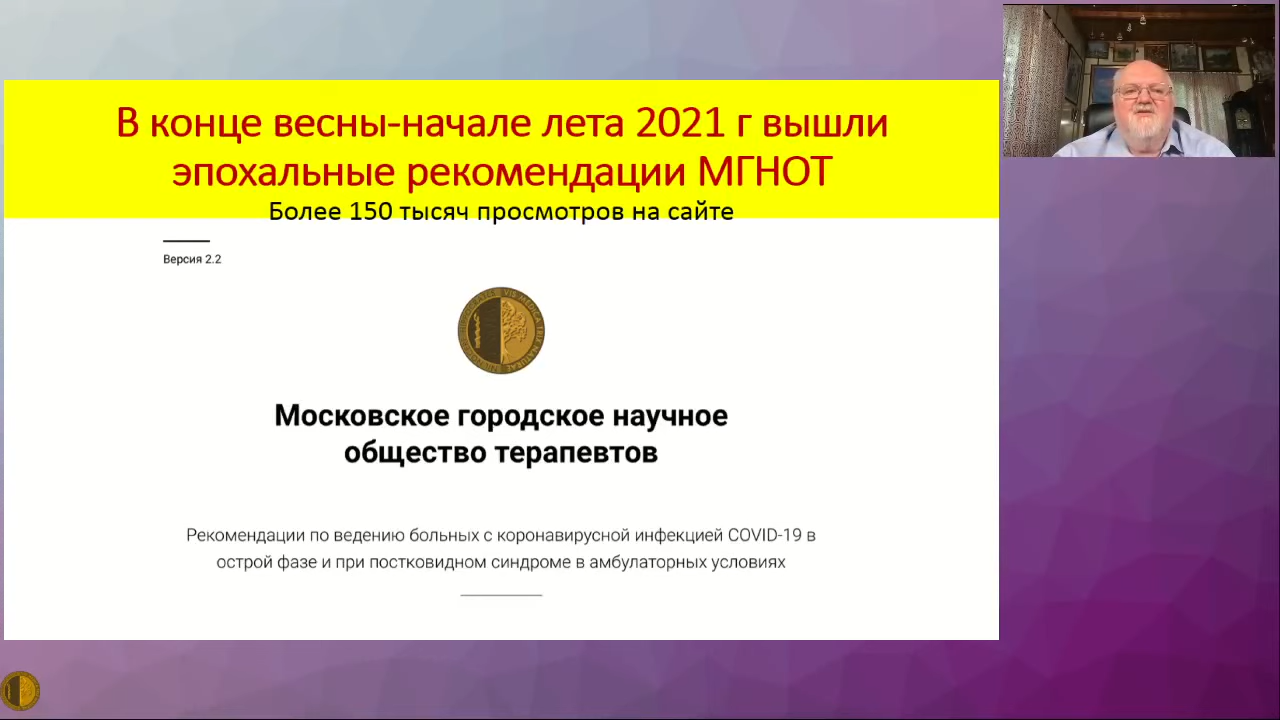 В конце весны-начале лета 2021 г вышли
эпохальные рекомендации МГНОТ
Более 150 тысяч просмотров на сайте
Версия 2.2
Московское городское научное
общество терапевтов
Рекомендации по ведению больных с коронавирусной инфекцией COVID-19 в
острой фазе и при постковидном синдроме в амбулаторных условиях